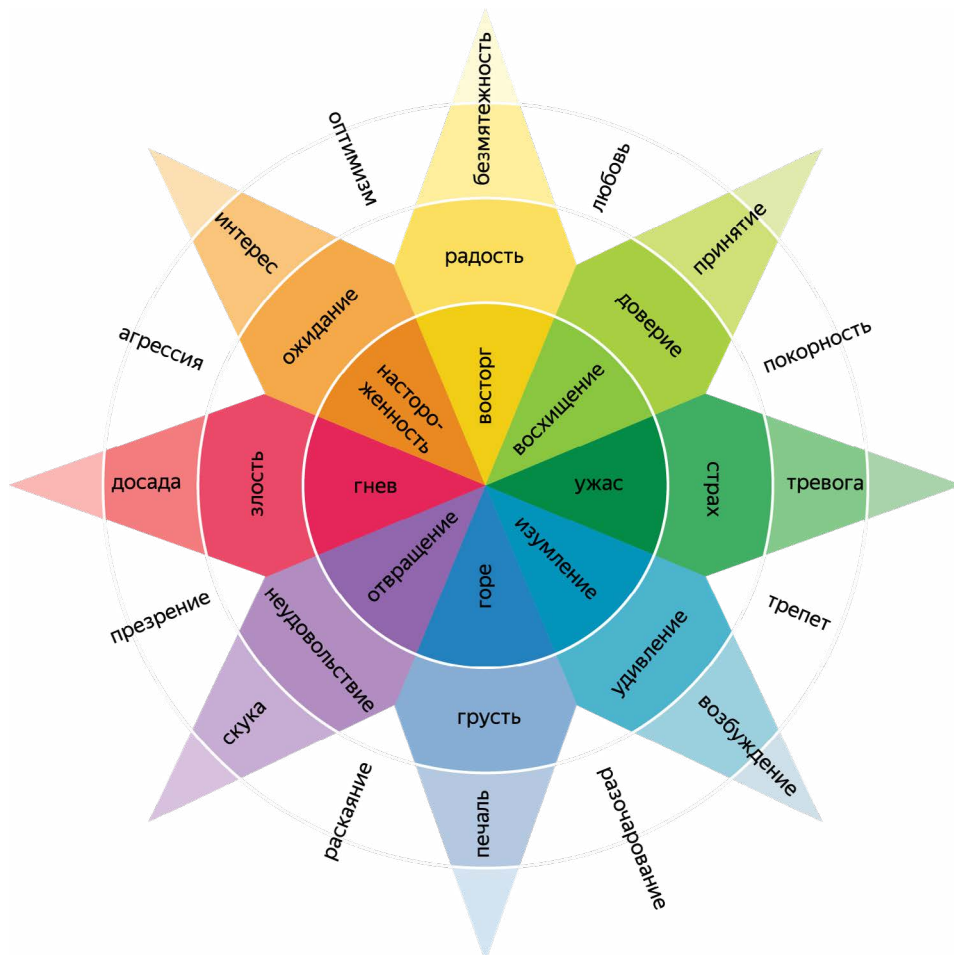 безмятежность
оптимизм
любовь
интерес
принятие
радость
ожидание
доверие
агрессия
покорность
насторо-
женность
восторг
восхищение
досада
злость
гнев
ужас
страх
тревога
отвращение
горе
изумление
презрение
неудовольствие
удивление
трепет
скука
грусть
возбуждение
раскаяние
печаль
разочарование